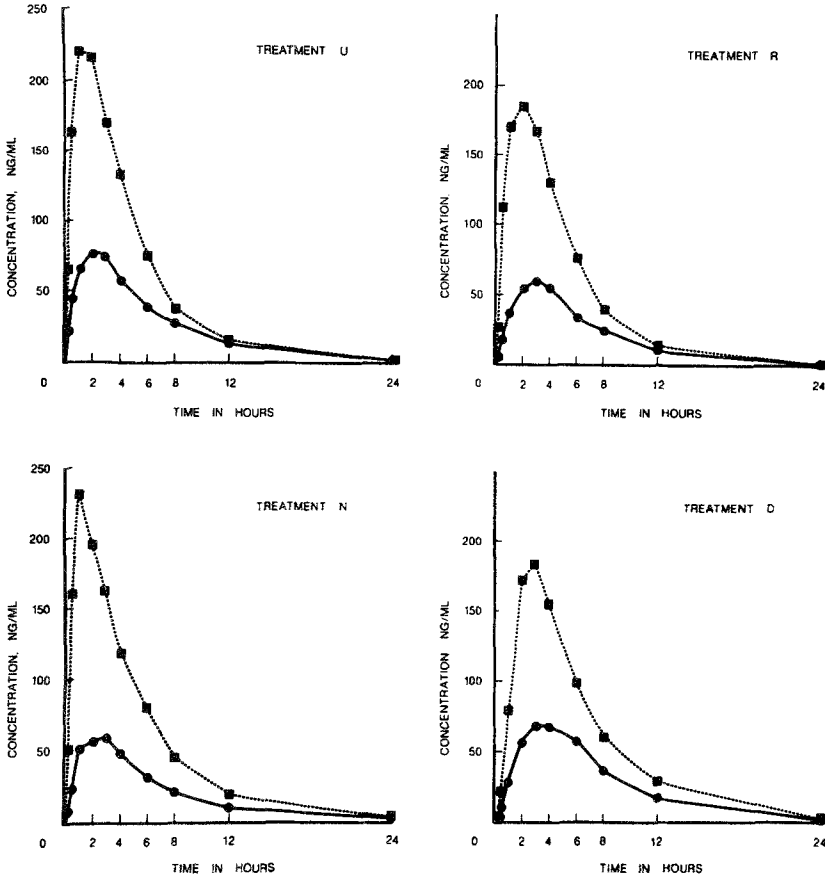 TREATMENT U
250
200
150
100
50
CONCENTRATION, NG/ML
0 2 4 6 8 12 24
TIME IN HOURS
TREATMENT R
200
150
100
50
CONCENTRATION, NG/ML
0 2 4 6 8 12 24
TIME IN HOURS
TREATMENT N
250
200
150
100
50
CONCENTRATION, NG/ML
0 2 4 6 8 12 24
TIME IN HOURS
TREATMENT D
200
150
100
50
CONCENTRATION, NG/ML
0 2 4 6 8 12 24
TIME IN HOURS